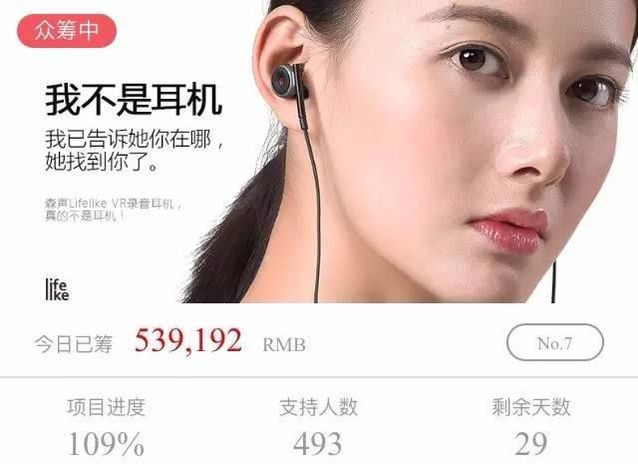 众筹中
我不是耳机
我已告诉她你在哪，
她找到你了。
森声Lifelike VR录音耳机，
真的不是耳机！
life
like
今日已筹 539,192 RMB No.7
项目进度 支持人数 剩余天数
109% 493 29